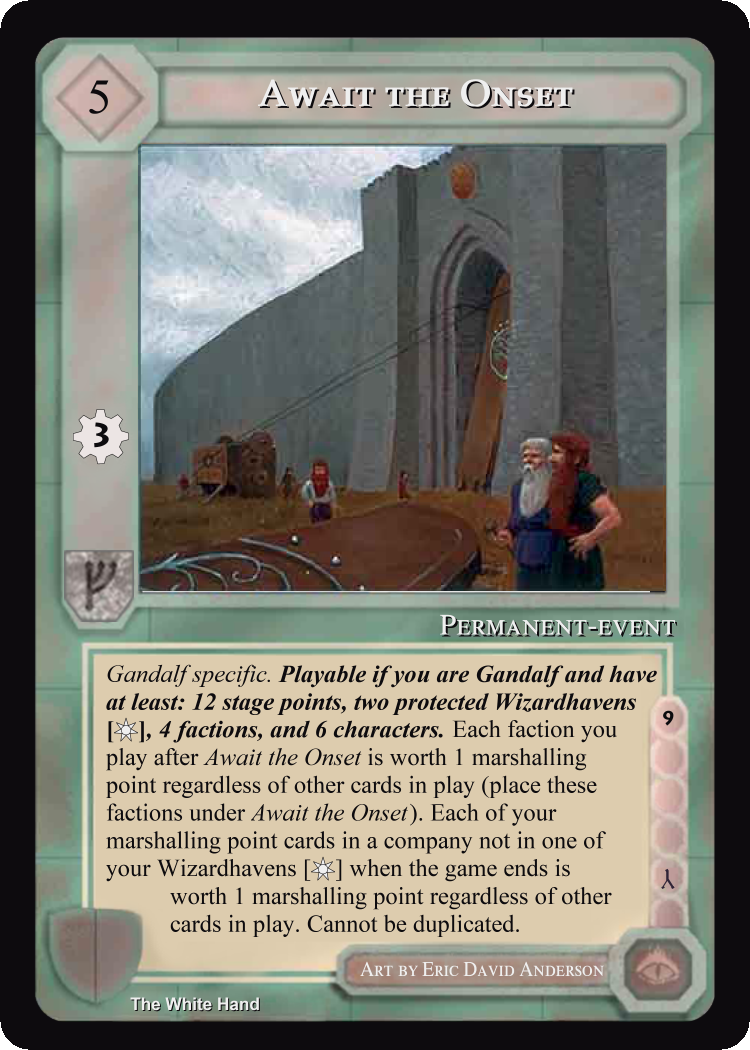 5
AWAIT THE ONSET
3
PERMANENT-EVENT
Gandalf specific. Playable if you are Gandalf and have
at least: 12 stage points, two protected Wizardhavens
[], 4 factions, and 6 characters. Each faction you
play after Await the Onset is worth 1 marshalling
point regardless of other cards in play (place these
factions under Await the Onset). Each of your
marshalling point cards in a company not in one of
your Wizardhavens [] when the game ends is
worth 1 marshalling point regardless of other
cards in play. Cannot be duplicated.
9
ART BY ERIC DAVID ANDERSON
The White Hand